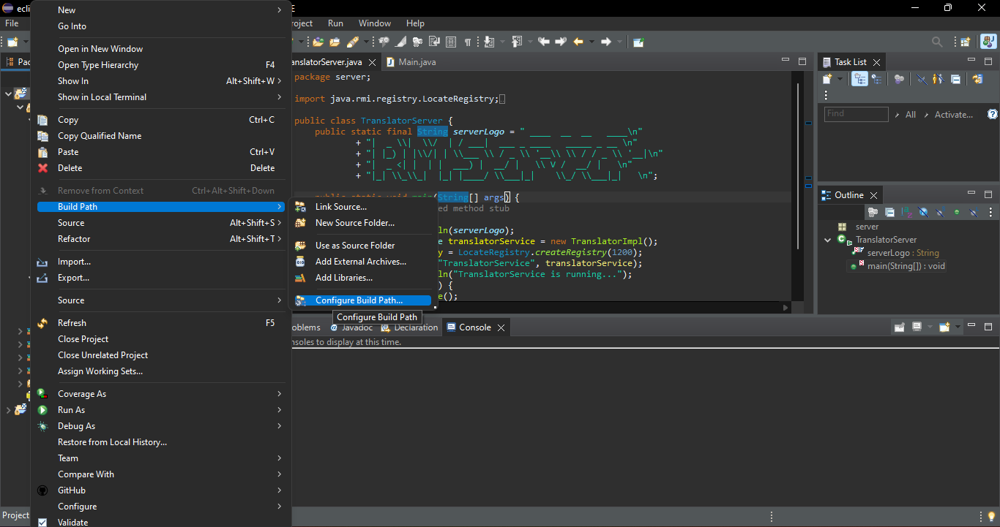 ecli
E
File
roject Run Window Help
Pac
New
Go Into
Open in New Window
Open Type Hierarchy F4
Show In Alt+Shift+W
Show in Local Terminal
Copy Ctrl+C
Copy Qualified Name
Paste Ctrl+V
Delete Delete
Remove from Context Ctrl+Alt+Shift+Down
Build Path
Source Alt+Shift+S
Refactor Alt+Shift+T
Import...
Export...
Source
Refresh F5
Close Project
Close Unrelated Project
Assign Working Sets...
Coverage As
Run As
Debug As
Restore from Local History...
Team
Compare With
GitHub
Configure
Validate
Link Source...
New Source Folder...
Use as Source Folder
Add External Archives...
Add Libraries...
Configure Build Path...
Configure Build Path
anslatorServer.java Main.java
package server;
import java.rmi.registry.LocateRegistry;
public class TranslatorServer {
public static final String serverLogo = " ____ __ __ ____\n"
+ "| _ \\| \\/ | / ___| ___ _ ____ _____ _ __ \n"
+ "| |_) | |\\/| | \\___ \\ / _ \\ '__\\ \\ / / _ \\ '__|\n"
+ "| _ <| | | | ___) | __/ | \\ V / __/ | \n"
+ "|_| \\_\\_| |_| |____/ \\___|_| \\_/ \\___|_| \n";
public static void main(String[] args) {
ed method stub
ln(serverLogo);
e translatorService = new TranslatorImpl();
y = LocateRegistry.createRegistry(1200);
"TranslatorService", translatorService);
ln("TranslatorService is running...");
) {
e();
oblems Javadoc Declaration Console
nsoles to display at this time.
Task List
Find All Activate...
Outline
server
TranslatorServer
serverLogo : String
main(String[]) : void
Project